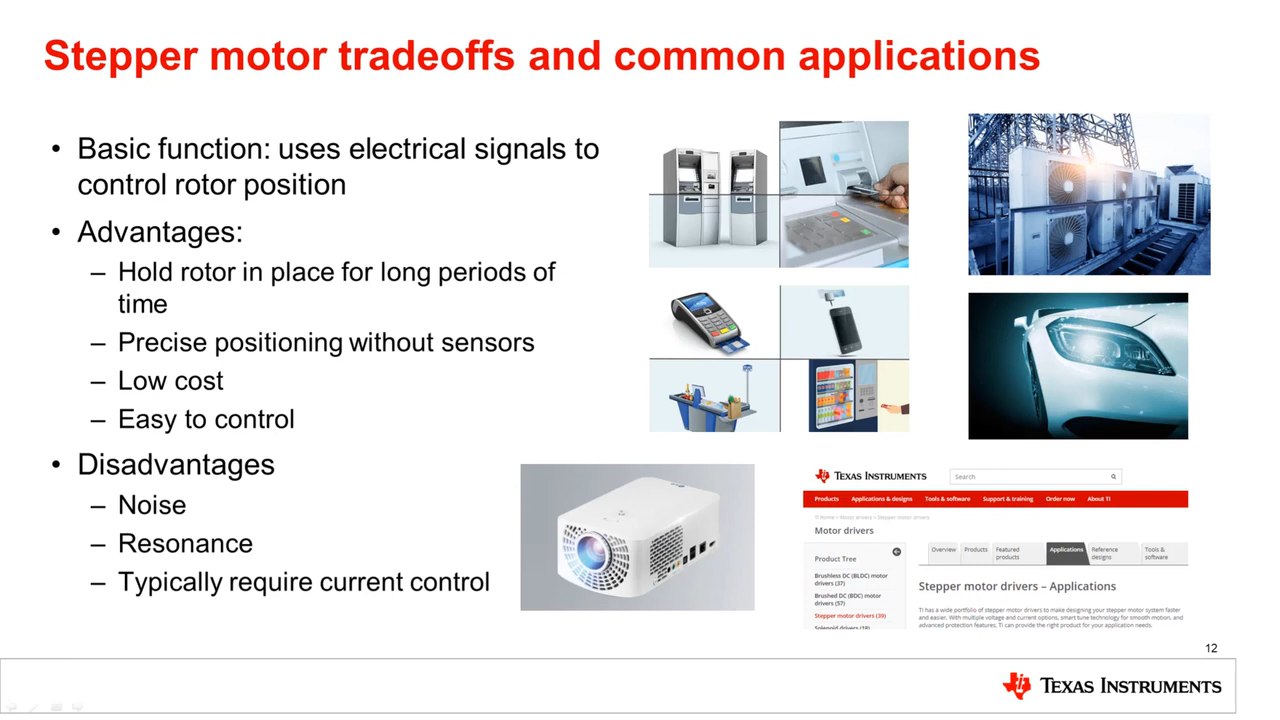 Stepper motor tradeoffs and common applications
• Basic function: uses electrical signals to
control rotor position
• Advantages:
– Hold rotor in place for long periods of
time
– Precise positioning without sensors
– Low cost
– Easy to control
• Disadvantages
– Noise
– Resonance
– Typically require current control
TEXAS INSTRUMENTS
Search
Products Applications & designs Tools & software Support & training Order now About TI
TI Home > Motor drivers > Stepper motor drivers
Motor drivers
Product Tree
Brushless DC (BLDC) motor
drivers (37)
Brushed DC (BDC) motor
drivers (57)
Stepper motor drivers (39)
Solenoid drivers (18)
Overview Products Featured
products Applications Reference
designs Tools &
software
Stepper motor drivers – Applications
TI has a wide portfolio of stepper motor drivers to make designing your stepper motor system faster
and easier. With multiple voltage and current options, smart tune technology for smooth motion, and
advanced protection features, TI can provide the right product for your application needs.
12
TEXAS INSTRUMENTS